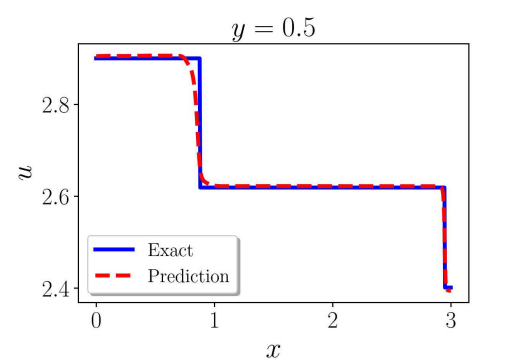 y = 0.5
u
2.8
2.6
2.4
Exact
Prediction
0 1 2 3
x